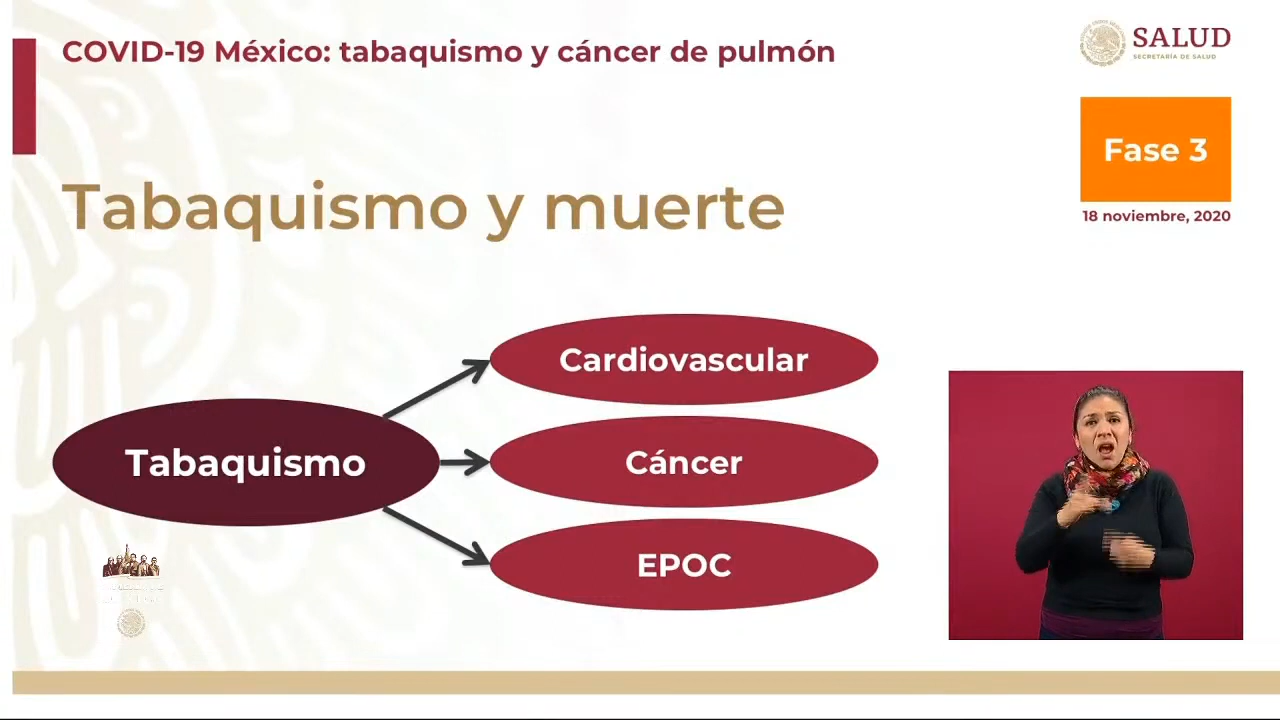 COVID-19 México: tabaquismo y cáncer de pulmón
SALUD
SECRETARÍA DE SALUD
Fase 3
18 noviembre, 2020
Tabaquismo y muerte
Cardiovascular
Tabaquismo
Cáncer
EPOC